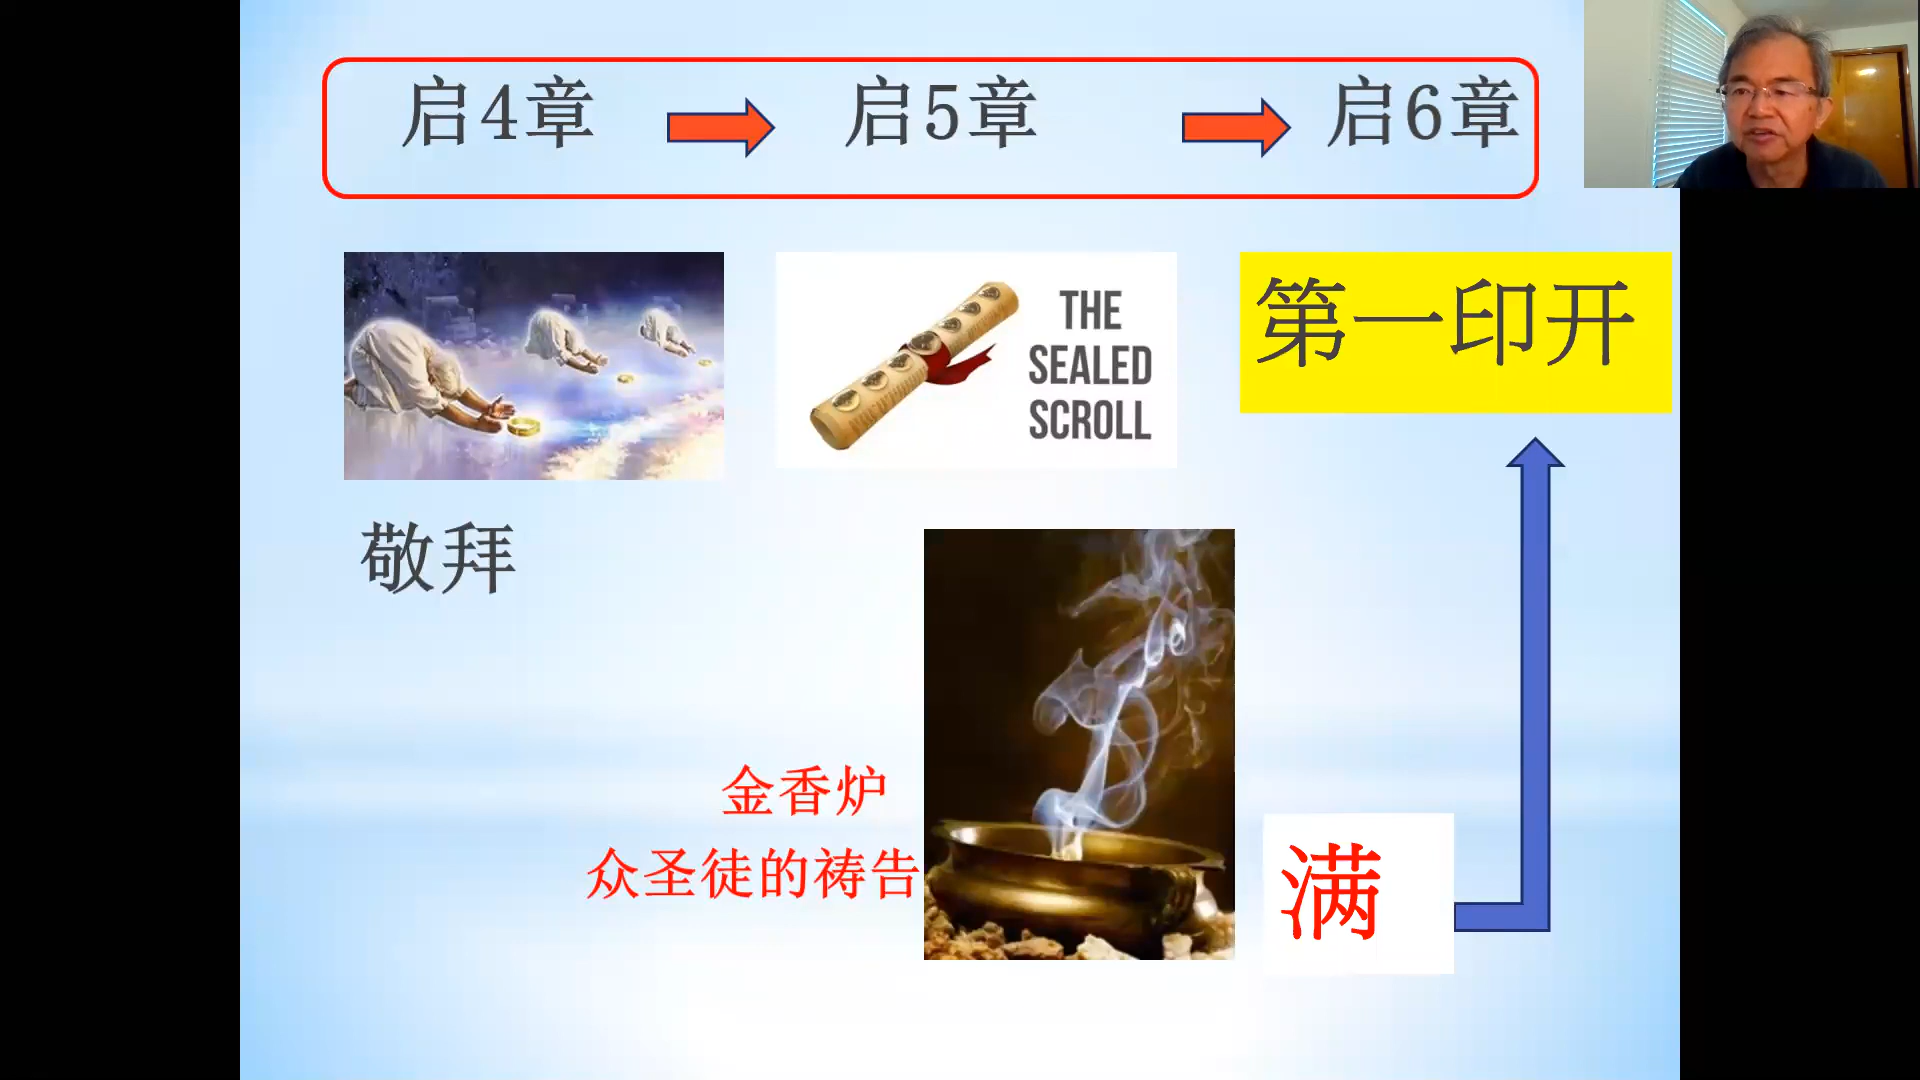 启4章
启5章
启6章
THE
SEALED
SCROLL
第一印开
敬拜
金香炉
众圣徒的祷告
满